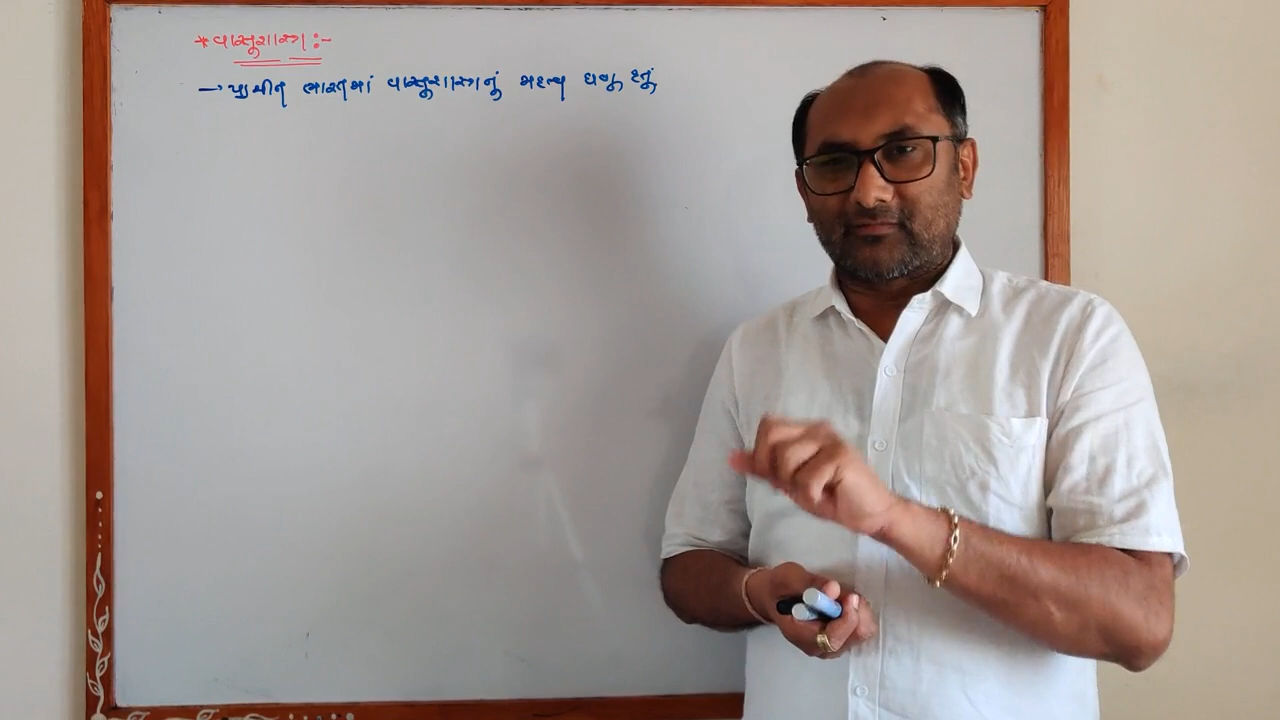 * વાસ્તુશાસ્ત્ર :-
→ પ્રાચીન ભારતમાં વાસ્તુશાસ્ત્રનું મહત્વ ઘણૂ હતું